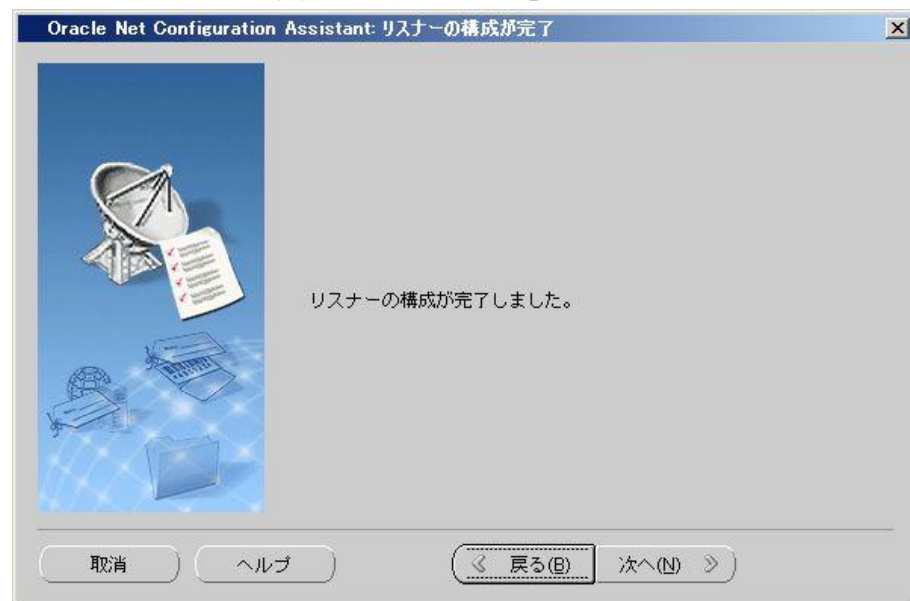 Oracle Net Configuration Assistant: リスナーの構成が完了
リスナーの構成が完了しました。
取消
ヘルプ
戻る(B)
次へ(N)